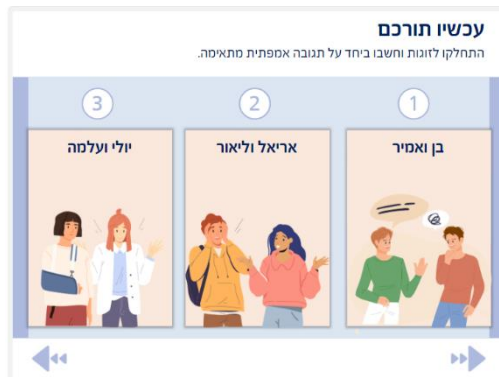 עכשיו תורכם
התחלקו לזוגות וחשבו ביחד על תגובה אמפתית מתאימה.
1
בן ואמיר
2
אריאל וליאור
3
יולי ועלמה